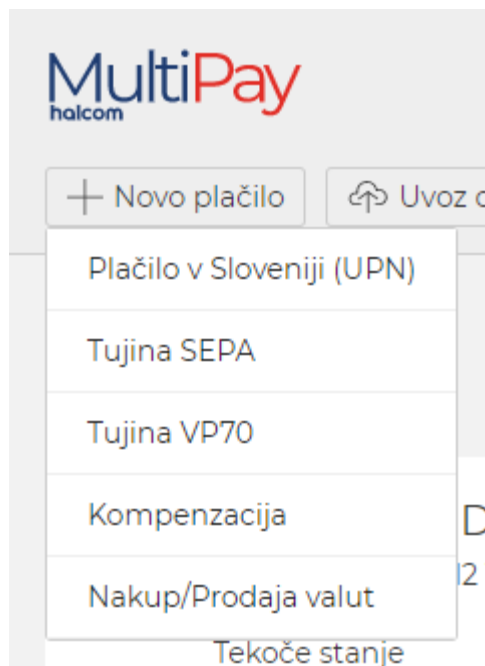 MultiPay
halcom
Novo plačilo
Uvoz
Plačilo v Sloveniji (UPN)
Tujina SEPA
Tujina VP70
Kompenzacija
Nakup/Prodaja valut
Tekoče stanje